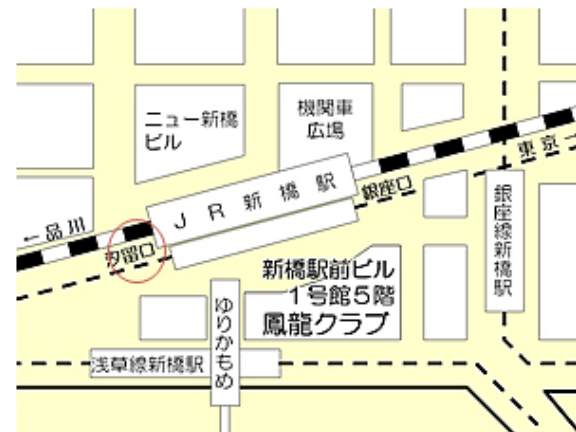 ニュー新橋
ビル
機関車
広場
東京
JR新橋駅
銀座口
←品川
汐留口
銀座線新橋駅
新橋駅前ビル
1号館5階
鳳龍クラブ
ゆりかもめ
浅草線新橋駅